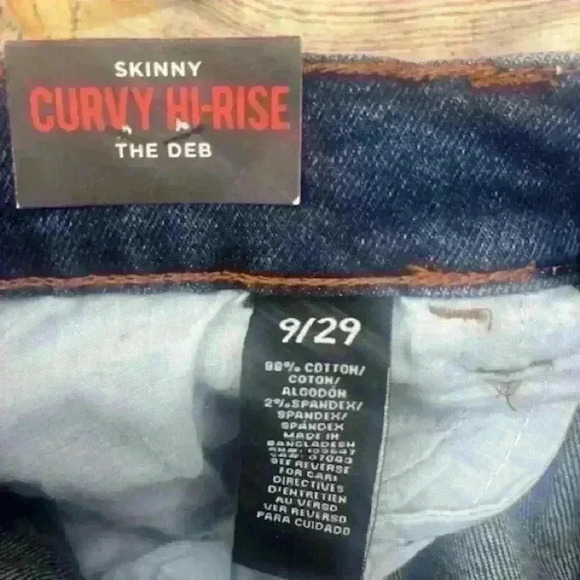 SKINNY
CURVY HI-RISE
THE DEB
9/29
98% COTTON/
COTON/
ALGODÓN
2% SPANDEX/
SPANDEX/
SPANDEX
MADE IN
BANGLADESH
SEE REVERSE
FOR CARE
DIRECTIVES
D'ENTRETIEN
AU VERSO
VER REVERSO
PARA CUIDADO